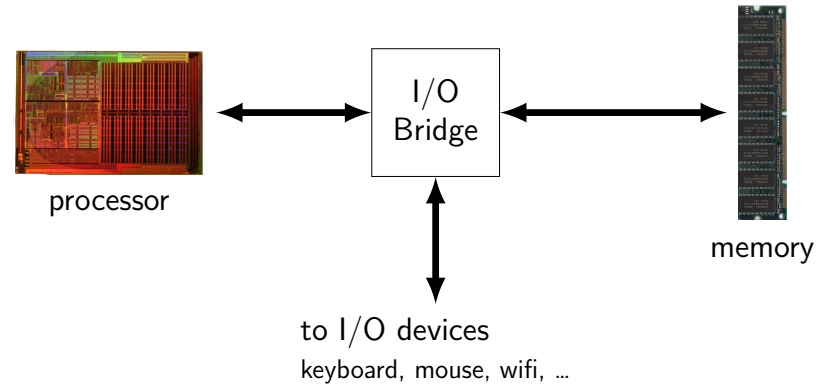 I/O
Bridge
processor
memory
to I/O devices
keyboard, mouse, wifi, …